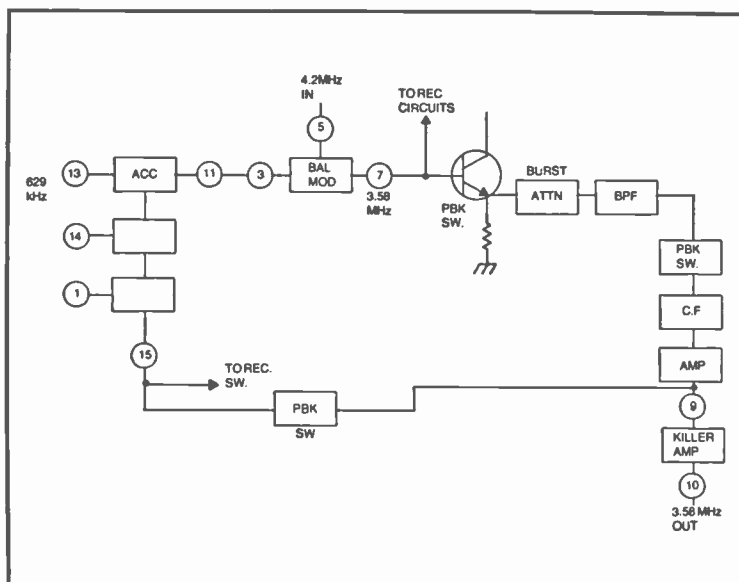 4.2MHz
IN
5
TO REC
CIRCUITS
629
kHz
13
ACC
11
3
BAL
MOD
7
3.58
MHz
PBK
SW.
BURST
ATTN
BPF
14
PBK
SW.
1
C.F
15
TO REC.
SW.
AMP
PBK
SW
9
KILLER
AMP
10
3.58 MHz
OUT